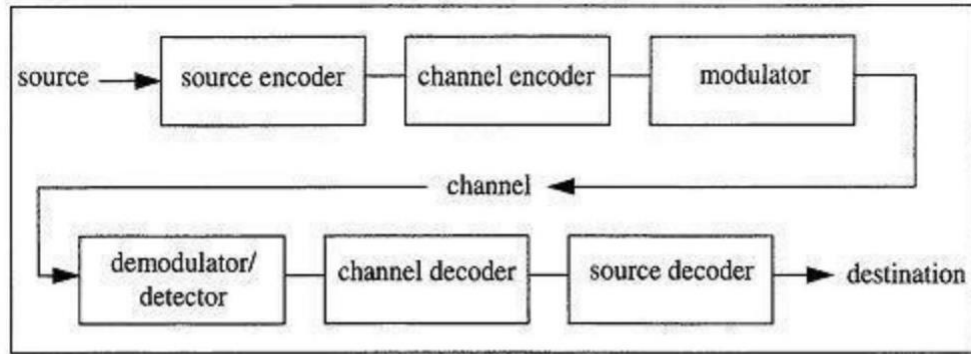 source
source encoder
channel encoder
modulator
channel
demodulator/
detector
channel decoder
source decoder
destination